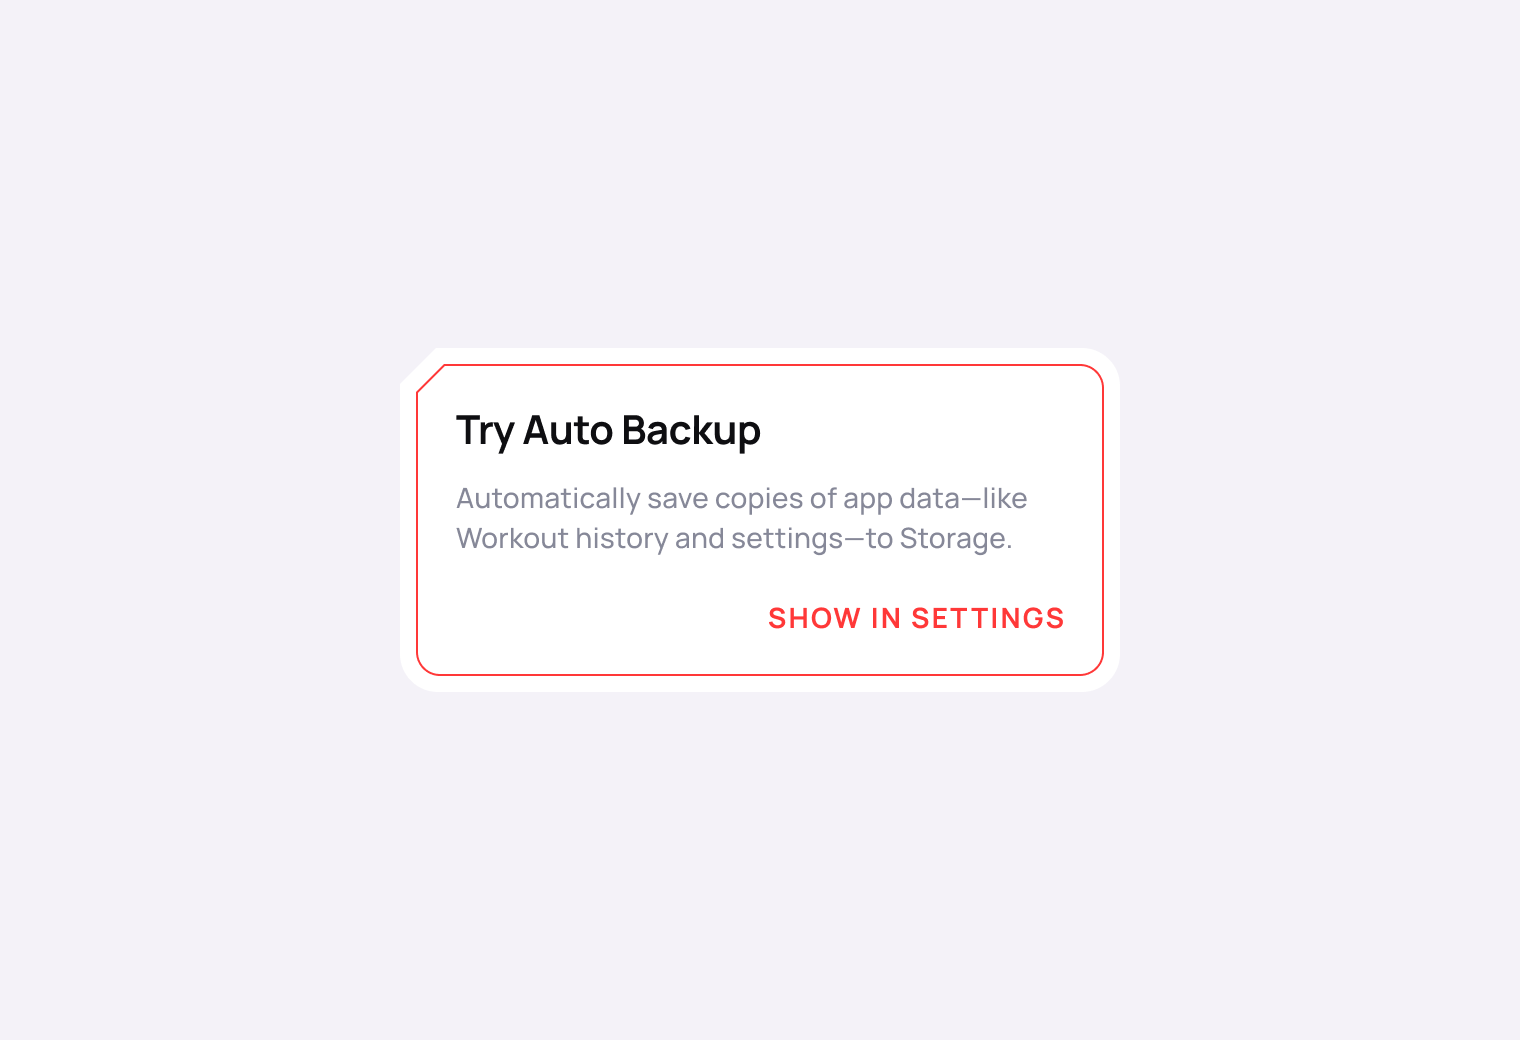 Try Auto Backup
Automatically save copies of app data—like
Workout history and settings—to Storage.
SHOW IN SETTINGS